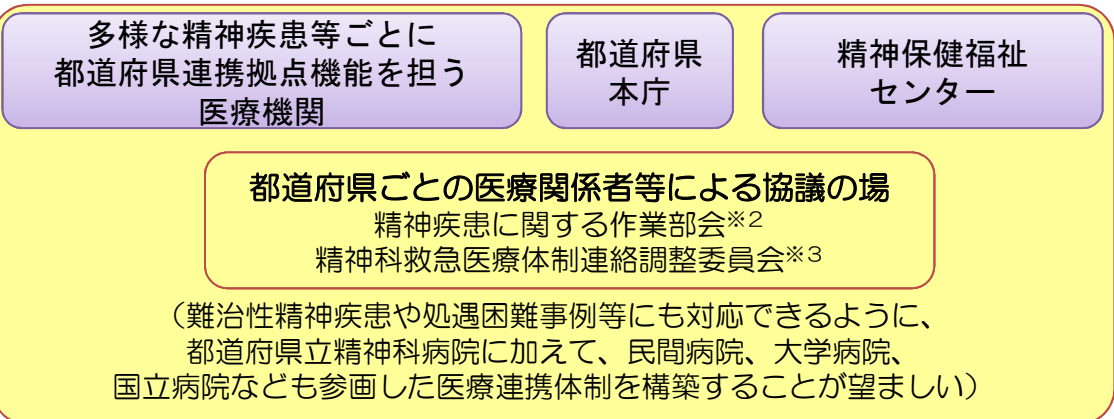 多様な精神疾患等ごとに
都道府県連携拠点機能を担う
医療機関
都道府県
本庁
精神保健福祉
センター
都道府県ごとの医療関係者等による協議の場
精神疾患に関する作業部会※2
精神科救急医療体制連絡調整委員会※3
（難治性精神疾患や処遇困難事例等にも対応できるように、
都道府県立精神科病院に加えて、民間病院、大学病院、
国立病院なども参画した医療連携体制を構築することが望ましい）